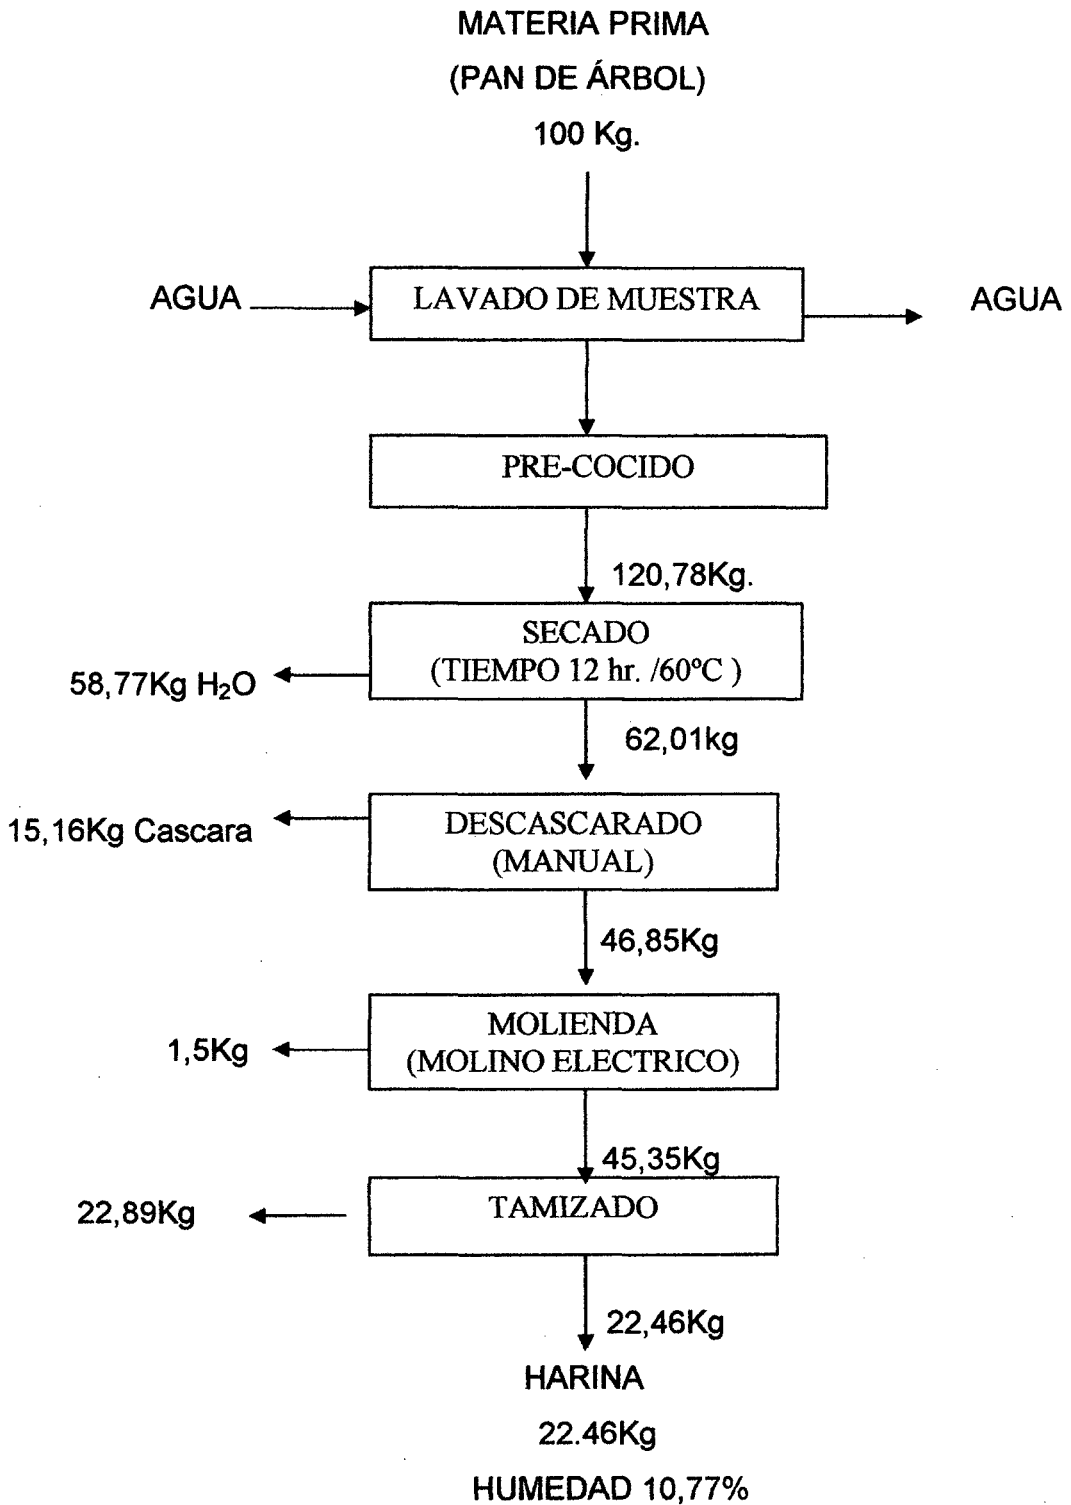 MATERIA PRIMA
(PAN DE ÁRBOL)
100 Kg.
AGUA
LAVADO DE MUESTRA
AGUA
PRE-COCIDO
120,78Kg.
SECADO
(TIEMPO 12 hr. /60ºC )
58,77Kg H₂O
62,01kg
DESCASCARADO
(MANUAL)
15,16Kg Cascara
46,85Kg
MOLIENDA
(MOLINO ELECTRICO)
1,5Kg
45,35Kg
TAMIZADO
22,89Kg
22,46Kg
HARINA
22.46Kg
HUMEDAD 10,77%